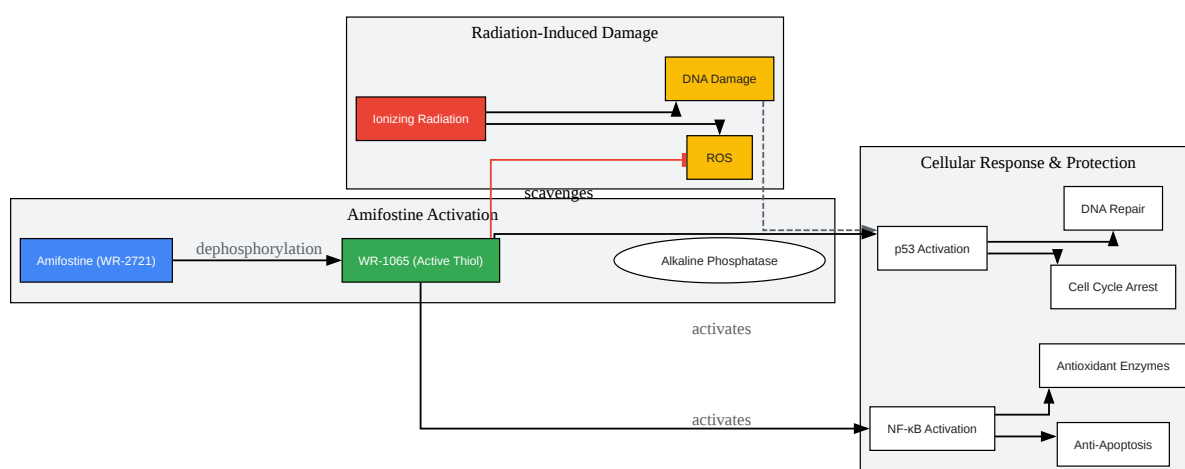 Radiation-Induced Damage
DNA Damage
Ionizing Radiation
ROS
scavenges
Cellular Response & Protection
DNA Repair
p53 Activation
Cell Cycle Arrest
Antioxidant Enzymes
NF-κB Activation
Anti-Apoptosis
Amifostine Activation
Amifostine (WR-2721)
dephosphorylation
WR-1065 (Active Thiol)
Alkaline Phosphatase
activates
activates